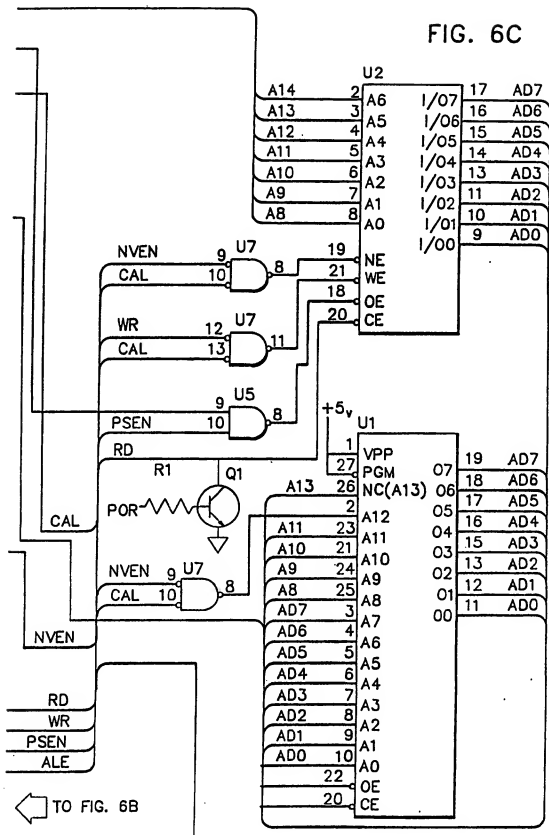 FIG. 6C
U2
A14 2 A6 I/07 17 AD7
A13 3 A5 I/06 16 AD6
A12 4 A4 I/05 15 AD5
A11 5 A3 I/04 14 AD4
A10 6 A2 I/03 13 AD3
A9 7 A1 I/02 11 AD2
A8 8 A0 I/01 10 AD1
I/00 9 AD0
NVEN 9 U7 8 19 NE
CAL 10 21 WE
18 OE
20 CE
WR 12 U7 11
CAL 13
U5
9 8
PSEN 10
RD
+5v
U1
1 VPP
27 PGM
R1 Q1
POR
A13 26 NC(A13) 07 19 AD7
2 A12 06 18 AD6
A11 23 A11 05 17 AD5
A10 21 A10 04 16 AD4
A9 24 A9 03 15 AD3
A8 25 A8 02 13 AD2
AD7 3 A7 01 12 AD1
AD6 4 A6 00 11 AD0
AD5 5 A5
AD4 6 A4
AD3 7 A3
AD2 8 A2
AD1 9 A1
AD0 10 A0
22 OE
20 CE
CAL
NVEN 9 U7 8
CAL 10
NVEN
RD
WR
PSEN
ALE
TO FIG. 6B